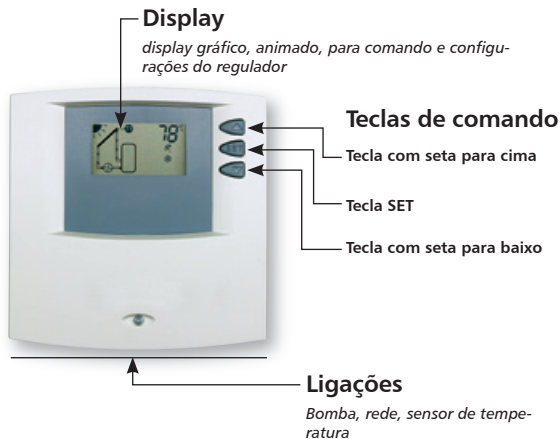 Display
display gráfico, animado, para comando e configu-
rações do regulador
78
Teclas de comando
Tecla com seta para cima
Tecla SET
Tecla com seta para baixo
Ligações
Bomba, rede, sensor de tempe-
ratura